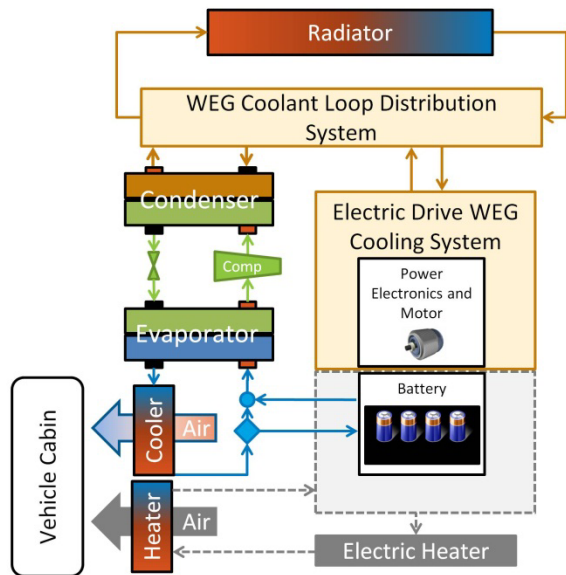 Radiator
WEG Coolant Loop Distribution
System
Condenser
Electric Drive WEG
Cooling System
Comp
Power
Electronics and
Motor
Evaporator
Battery
Vehicle Cabin
Cooler
Air
Heater
Air
Electric Heater